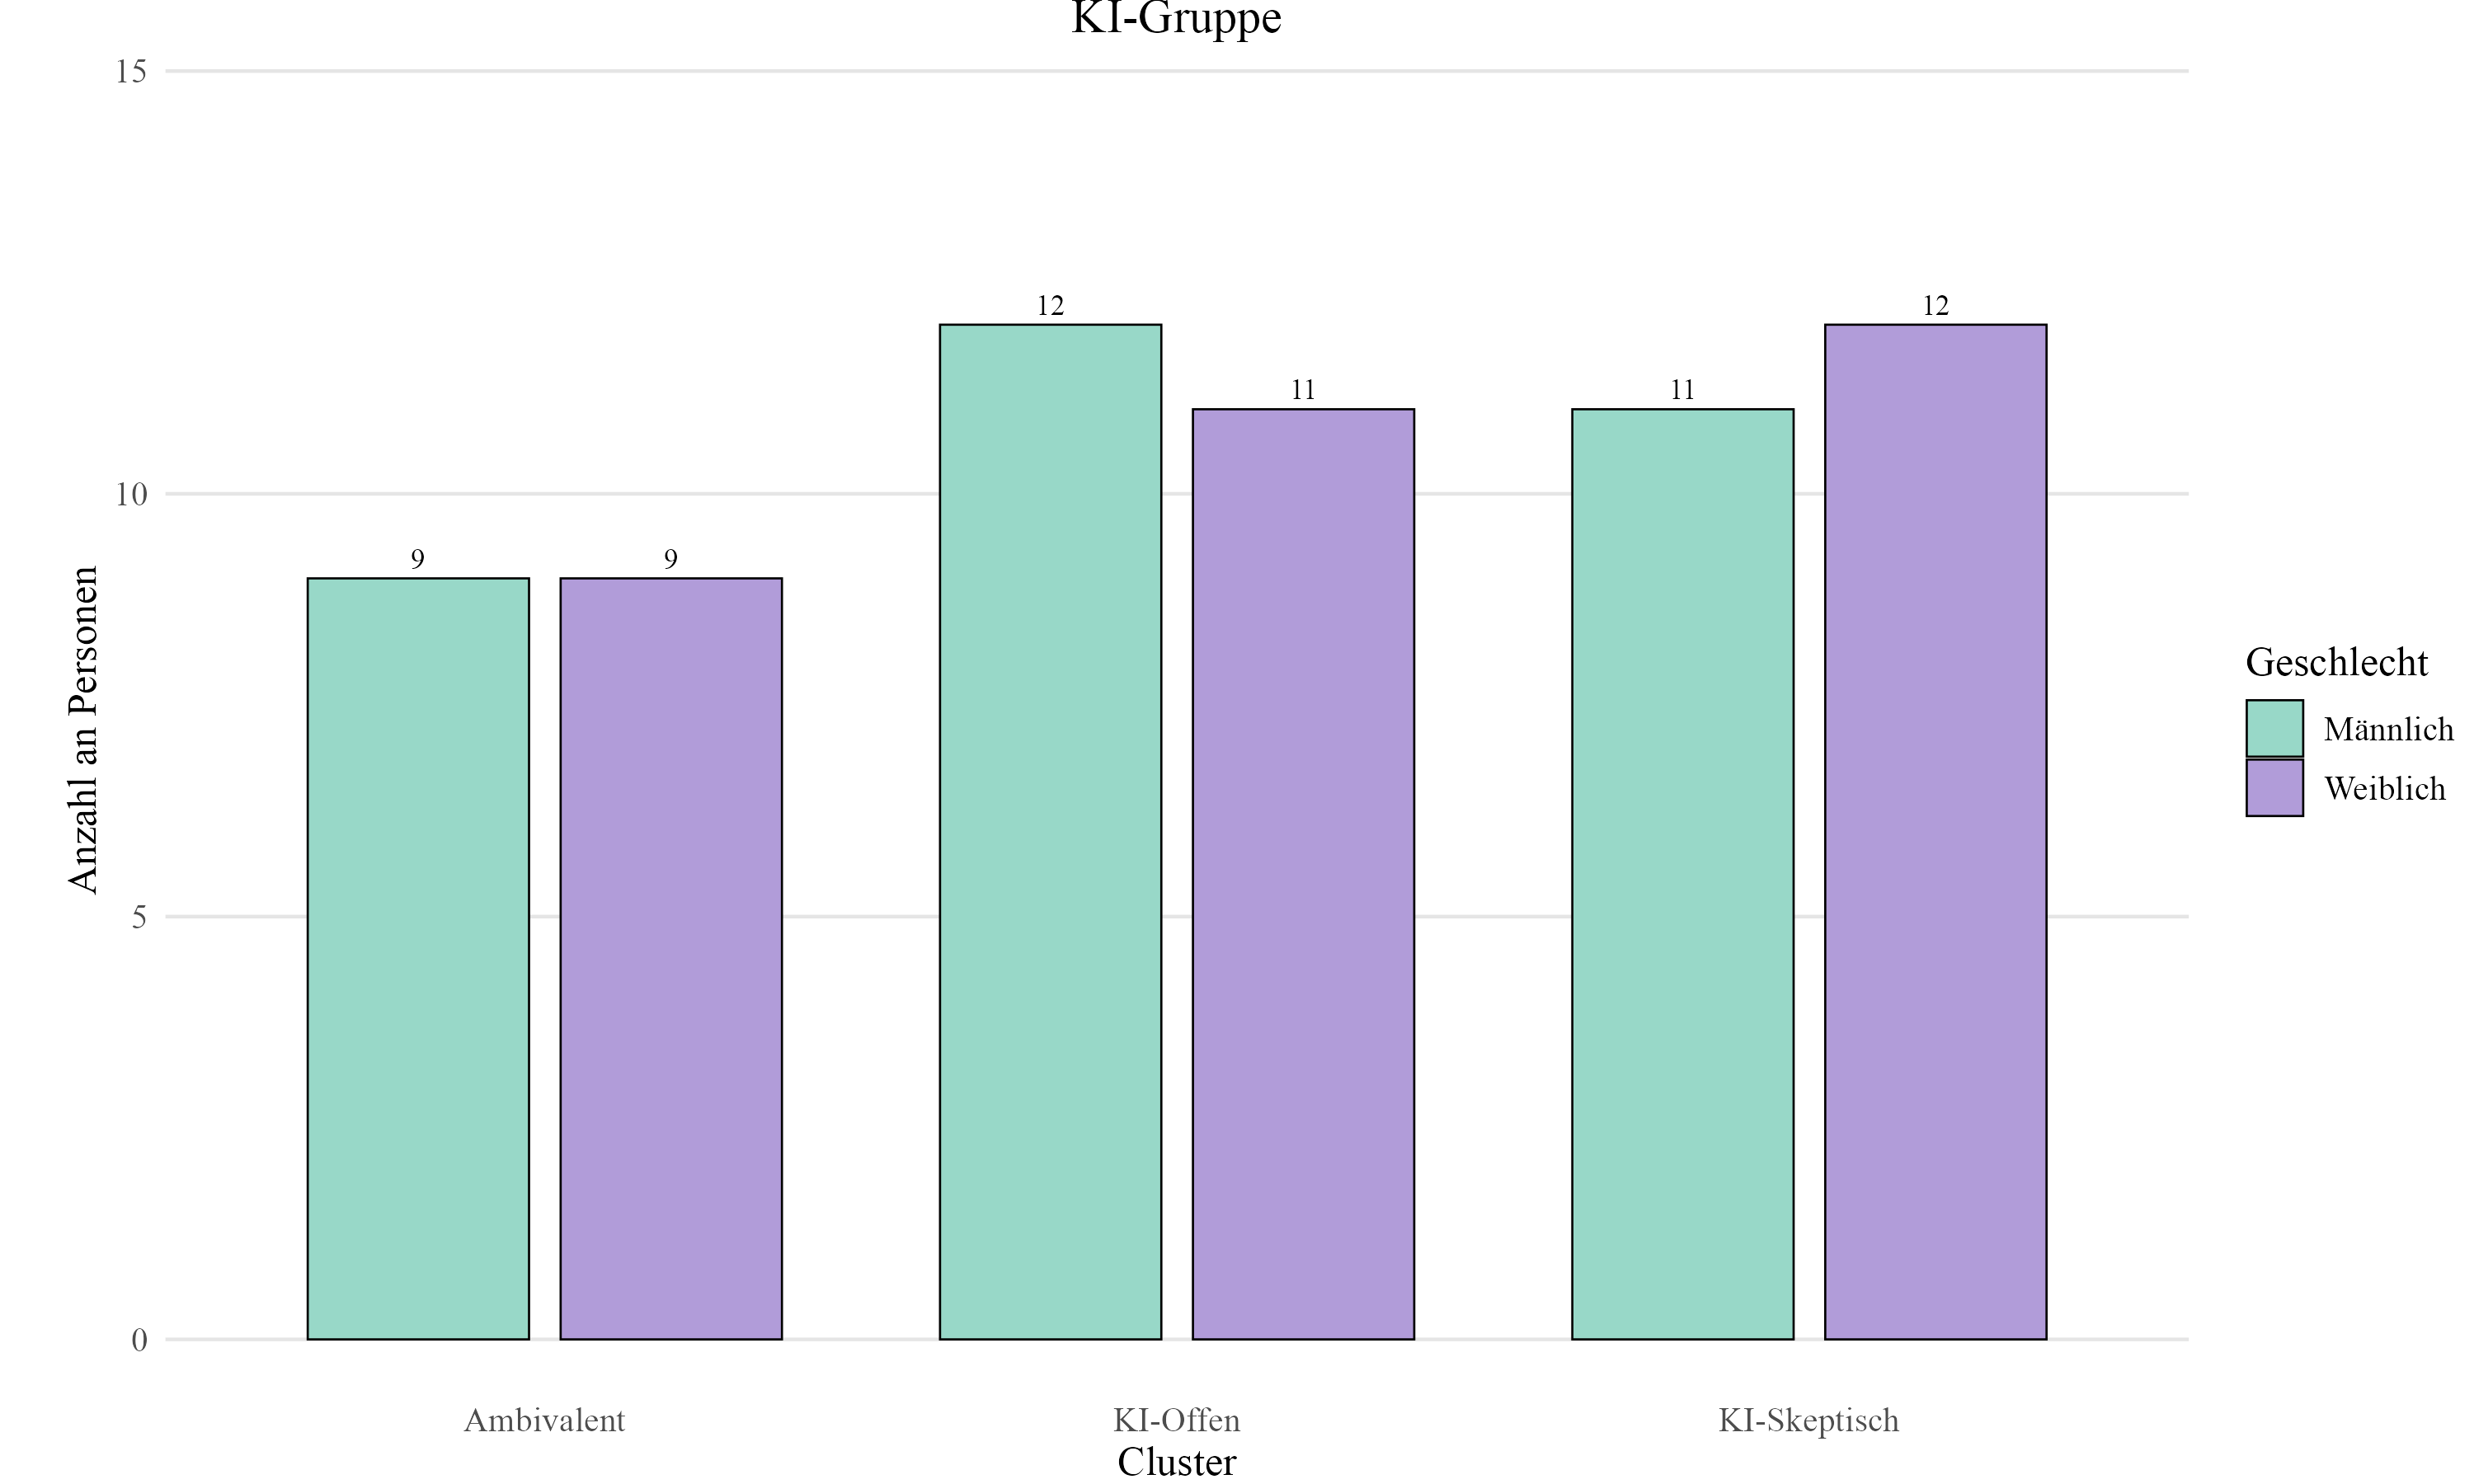 KI-Gruppe
15
10
5
0
Anzahl an Personen
9
9
12
11
11
12
Ambivalent
KI-Offen
KI-Skeptisch
Cluster
Geschlecht
Männlich
Weiblich